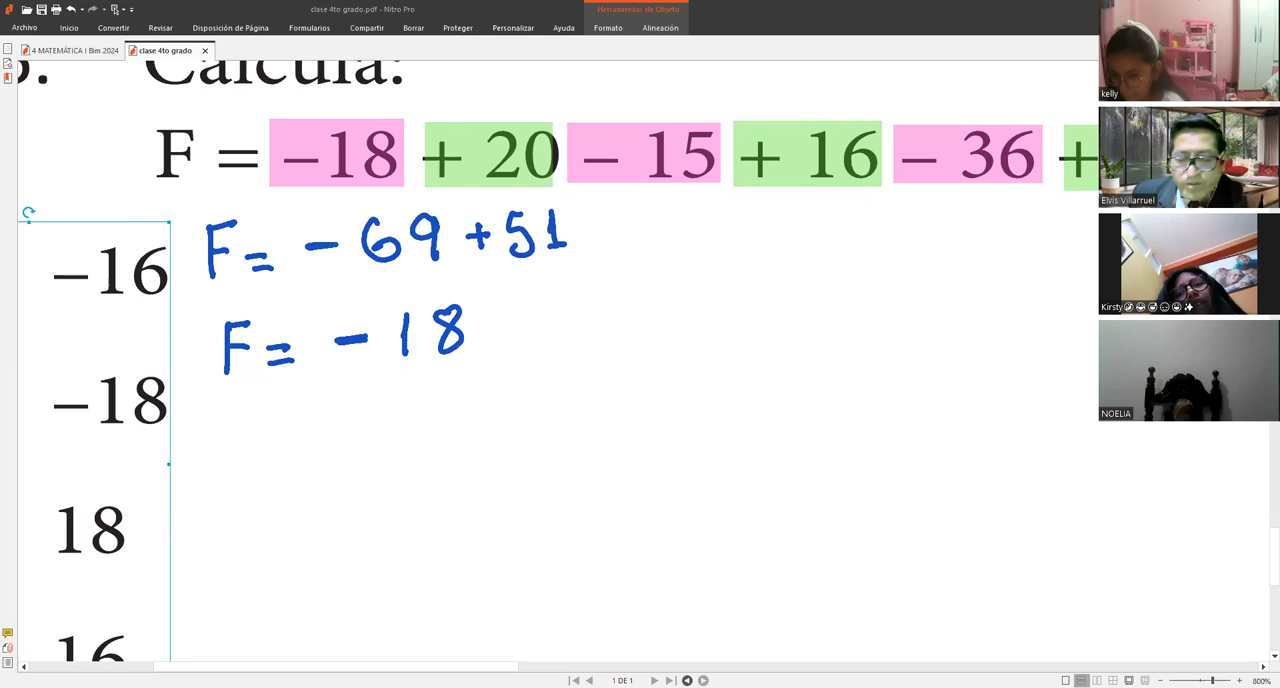 clase 4to grado.pdf - Nitro Pro
Herramientas de Objeto
Archivo Inicio Convertir Revisar Disposición de Página Formularios Compartir Borrar Proteger Personalizar Ayuda Formato Alineación
4 MATEMÁTICA I Bim 2024 clase 4to grado
Calcula:
F = −18 + 20 − 15 + 16 − 36 +
F = - 69 + 51
F = - 18
−16
−18
18
16
kelly
Elvis Villarruel
Kirsty
NOELIA
1 DE 1
800%